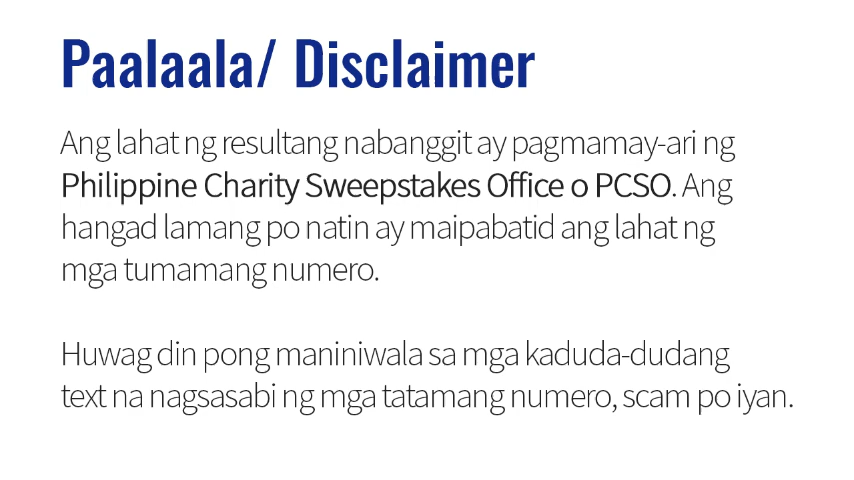 Paalaala/ Disclaimer
Ang lahat ng resultang nabanggit ay pagmamay-ari ng
Philippine Charity Sweepstakes Office o PCSO. Ang
hangad lamang po natin ay maipabatid ang lahat ng
mga tumamang numero.
Huwag din pong maniniwala sa mga kaduda-dudang
text na nagsasabi ng mga tatamang numero, scam po iyan.